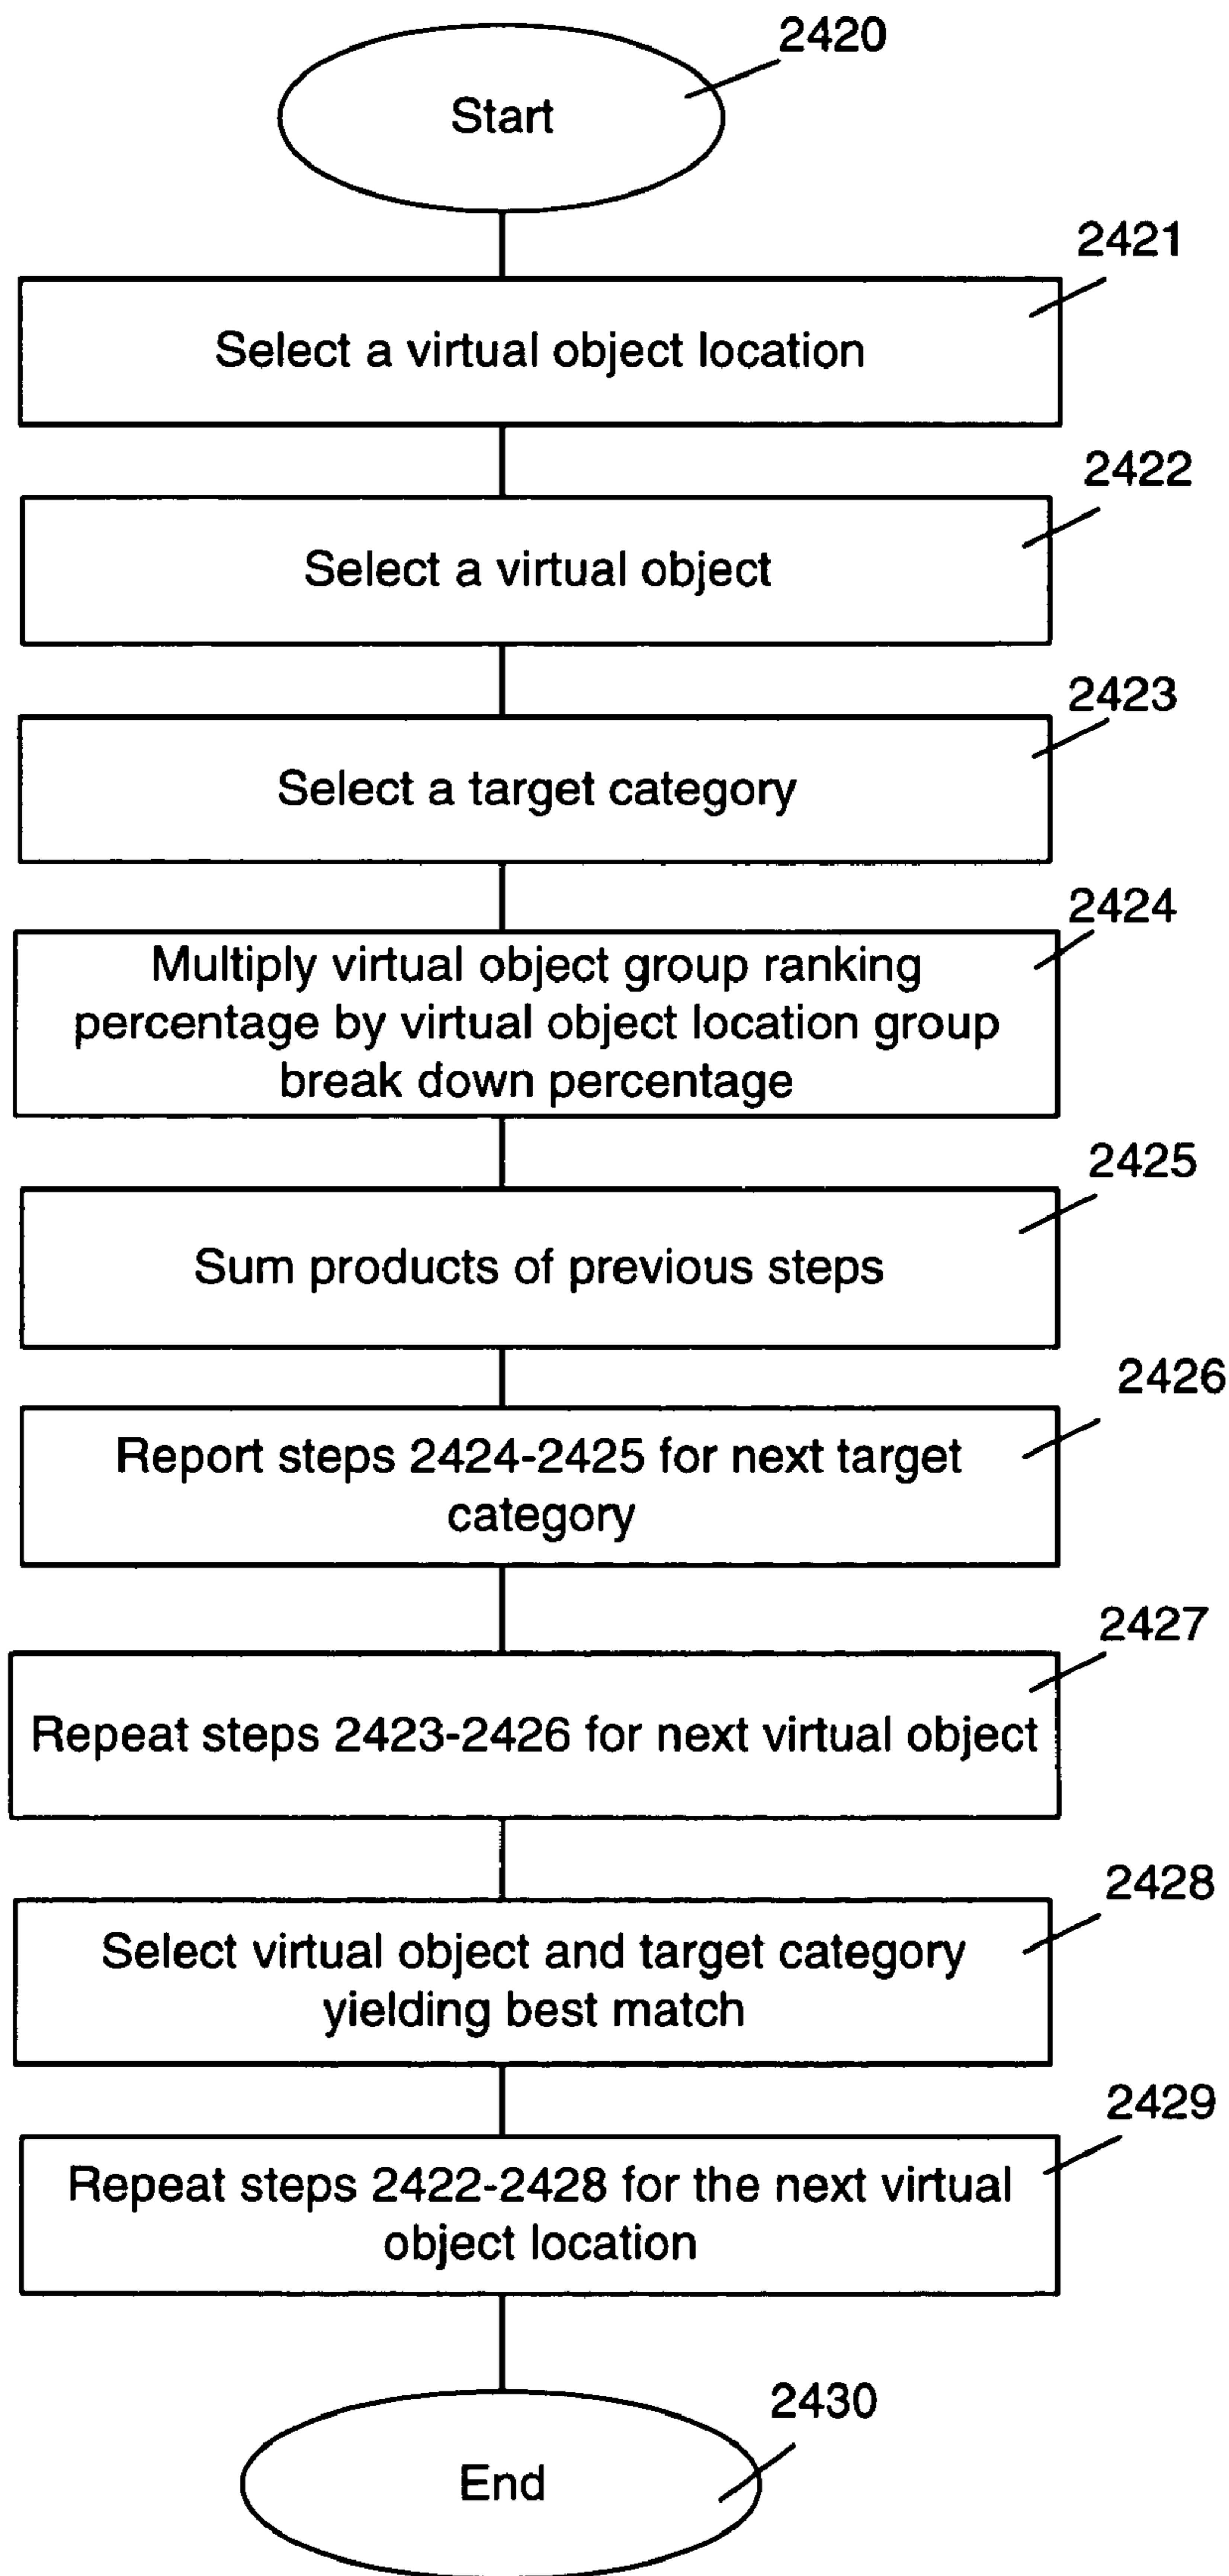 2420
Start
2421
Select a virtual object location
2422
Select a virtual object
2423
Select a target category
2424
Multiply virtual object group ranking
percentage by virtual object location group
break down percentage
2425
Sum products of previous steps
2426
Report steps 2424-2425 for next target
category
2427
Repeat steps 2423-2426 for next virtual object
2428
Select virtual object and target category
yielding best match
2429
Repeat steps 2422-2428 for the next virtual
object location
2430
End